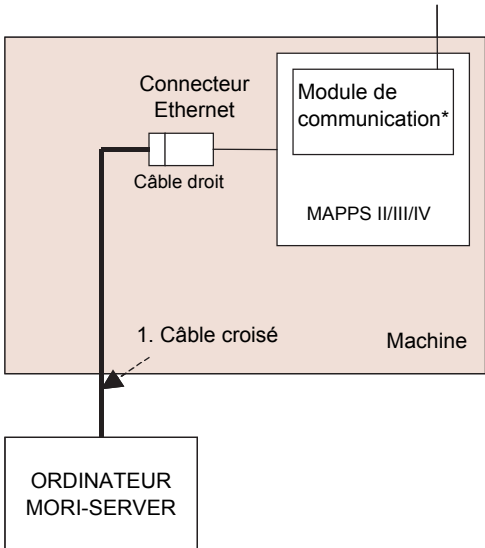 Connecteur
Ethernet
Module de
communication*
Câble droit
MAPPS II/III/IV
1. Câble croisé
Machine
ORDINATEUR
MORI-SERVER